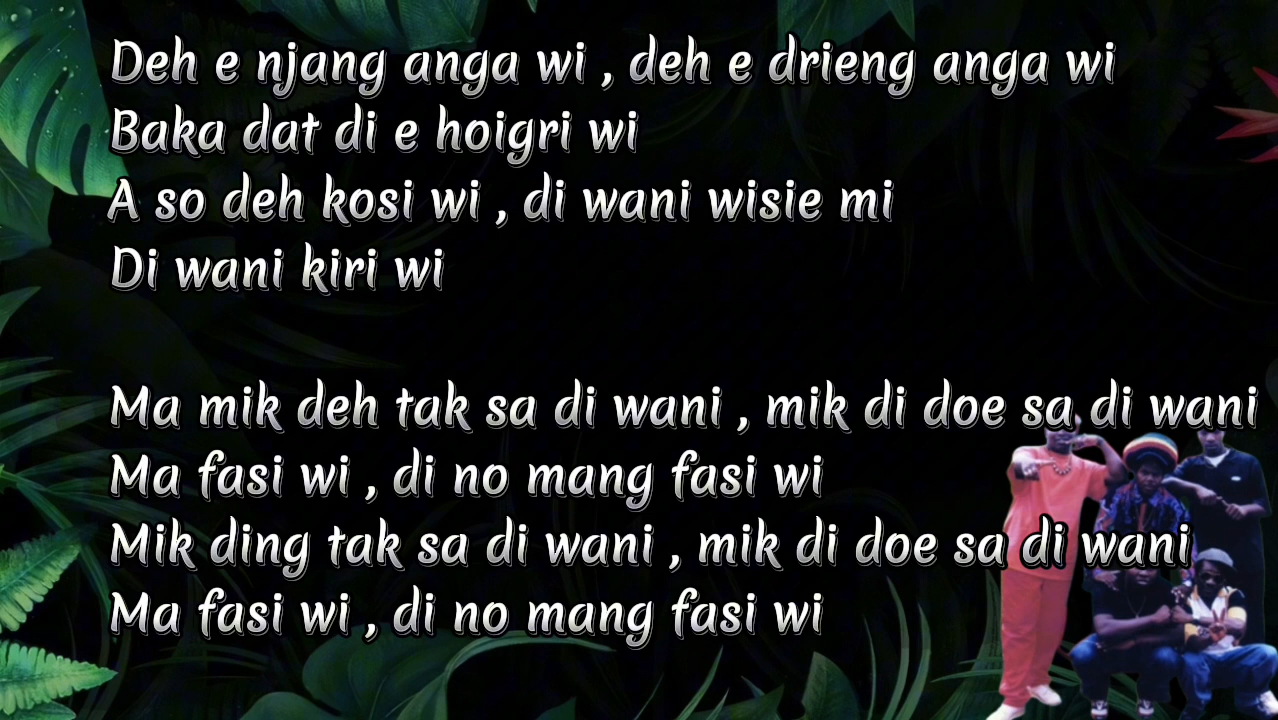 Deh e njang anga wi , deh e drieng anga wi
Baka dat di e hoigri wi
A so deh kosi wi , di wani wisie mi
Di wani kiri wi
Ma mik deh tak sa di wani , mik di doe sa di wani
Ma fasi wi , di no mang fasi wi
Mik ding tak sa di wani , mik di doe sa di wani
Ma fasi wi , di no mang fasi wi